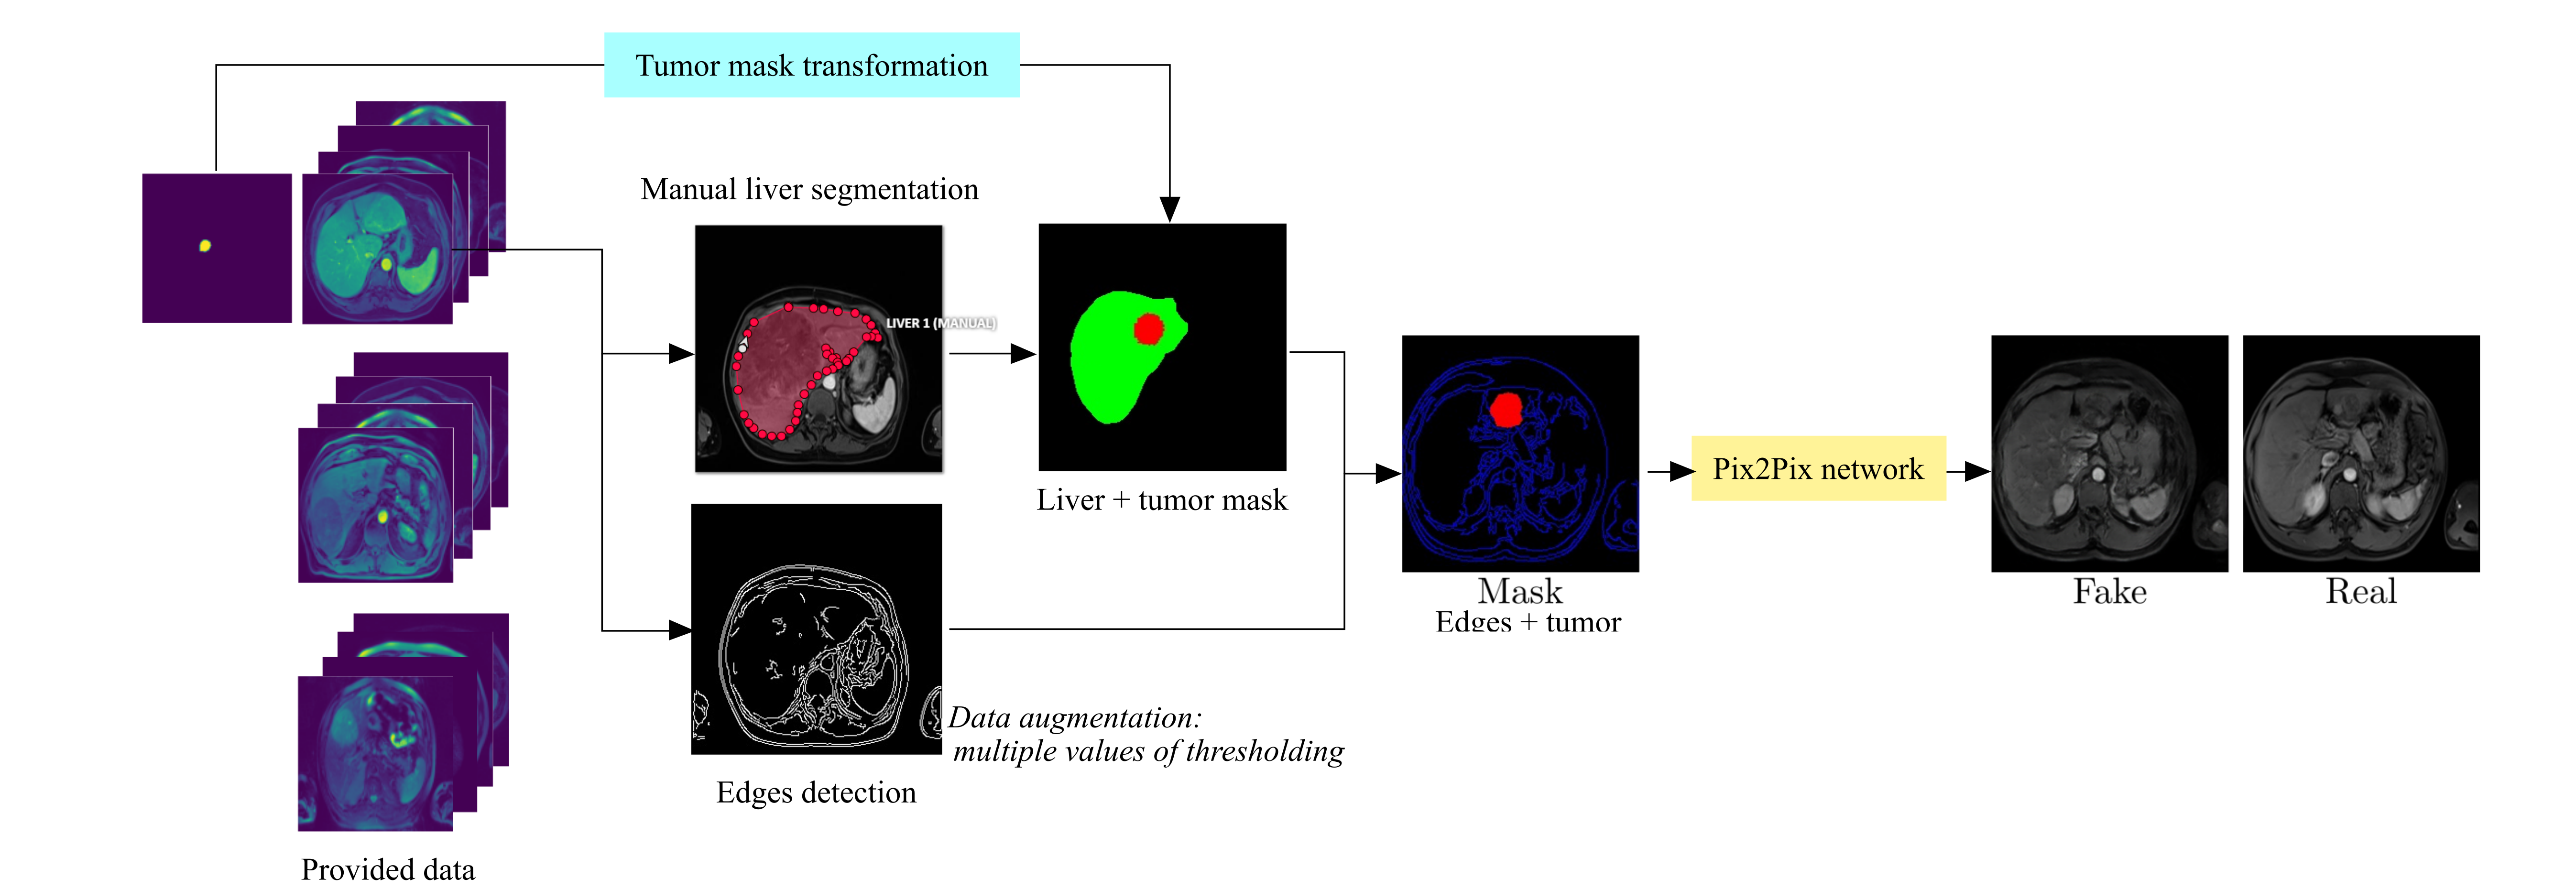 Tumor mask transformation
Manual liver segmentation
LIVER 1 (MANUAL)
Liver + tumor mask
Mask
Edges + tumor
Pix2Pix network
Fake
Real
Data augmentation:
multiple values of thresholding
Edges detection
Provided data